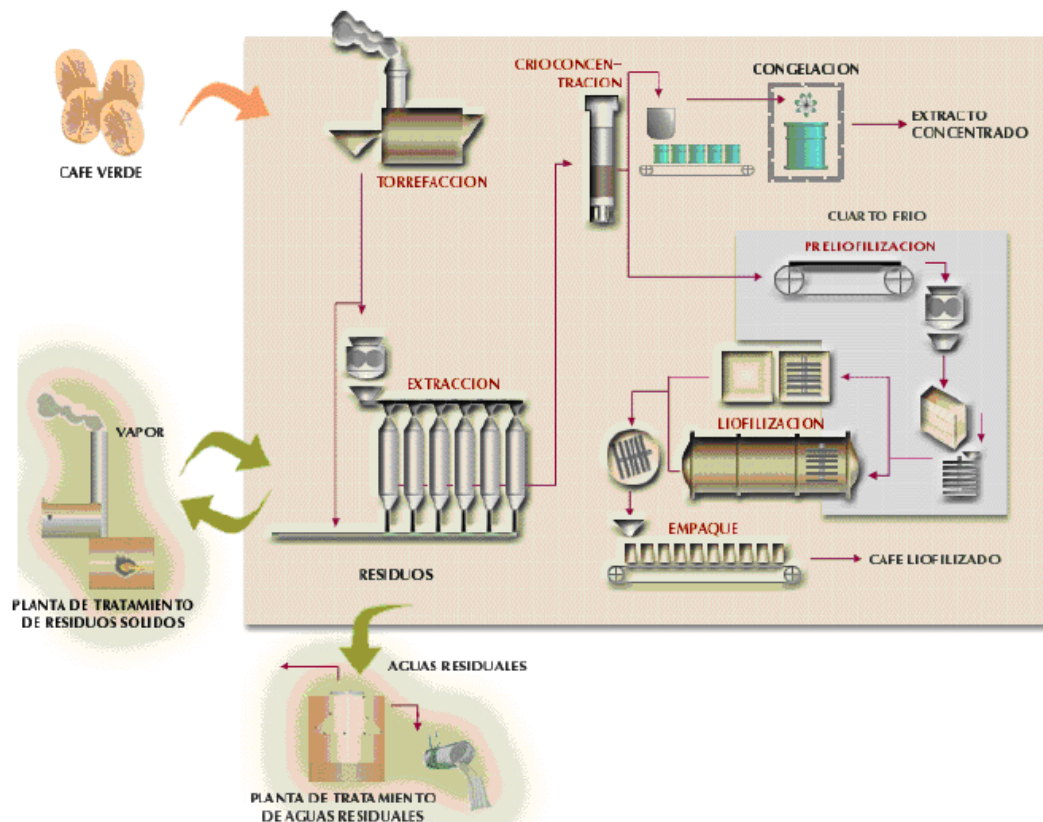 CAFE VERDE
TORREFACCION
CRIOCONCEN-
TRACION
CONGELACION
EXTRACTO
CONCENTRADO
CUARTO FRIO
PRELIOFILIZACION
EXTRACCION
LIOFILIZACION
VAPOR
EMPAQUE
CAFE LIOFILIZADO
RESIDUOS
PLANTA DE TRATAMIENTO
DE RESIDUOS SOLIDOS
AGUAS RESIDUALES
PLANTA DE TRATAMIENTO
DE AGUAS RESIDUALES